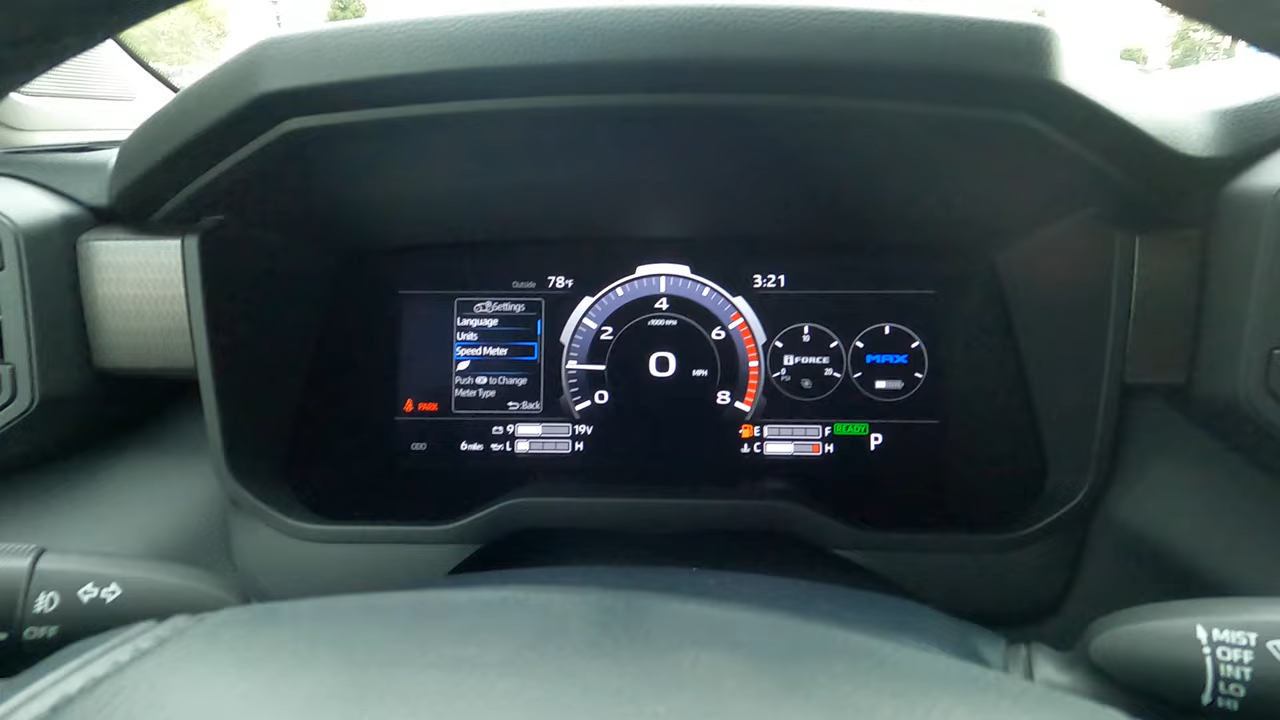 Outside 78°F
3:21
Settings
Language
Units
Speed Meter
Push to Change
Meter Type
Back
PARK
4
x1000 RPM
2 6
0 MPH
0 8
10
i FORCE
0 20
PSI
MAX
9 19V
ODO 6 miles L H
E F READY
C H P
OFF
MIST
OFF
INT
LO
HI